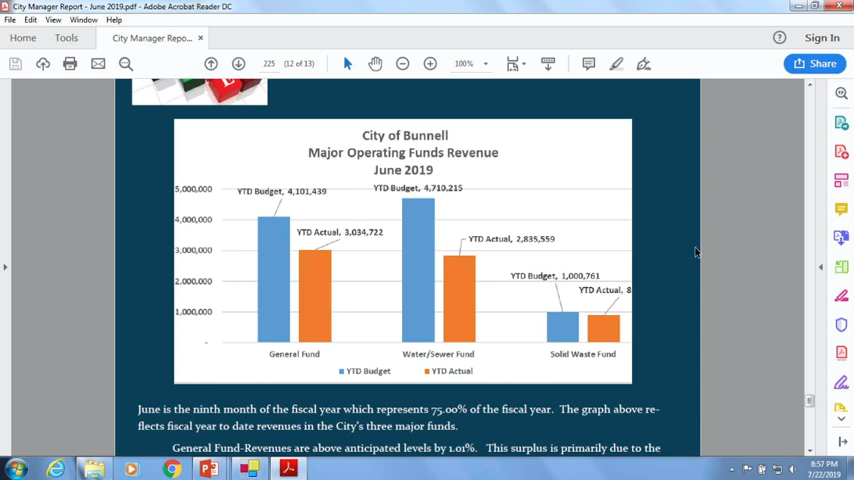 City Manager Report - June 2019.pdf - Adobe Acrobat Reader DC
File Edit View Window Help
Home Tools City Manager Repo... × Sign In
225 (12 of 13) 100% Share
City of Bunnell
Major Operating Funds Revenue
June 2019
YTD Budget, 4,101,439
YTD Budget, 4,710,215
5,000,000
4,000,000
YTD Actual, 3,034,722
YTD Actual, 2,835,559
3,000,000
YTD Budget, 1,000,761
2,000,000
YTD Actual, 8
1,000,000
-
General Fund Water/Sewer Fund Solid Waste Fund
YTD Budget YTD Actual
June is the ninth month of the fiscal year which represents 75.00% of the fiscal year. The graph above re-
flects fiscal year to date revenues in the City's three major funds.
General Fund-Revenues are above anticipated levels by 1.01%. This surplus is primarily due to the
8:57 PM
7/22/2019